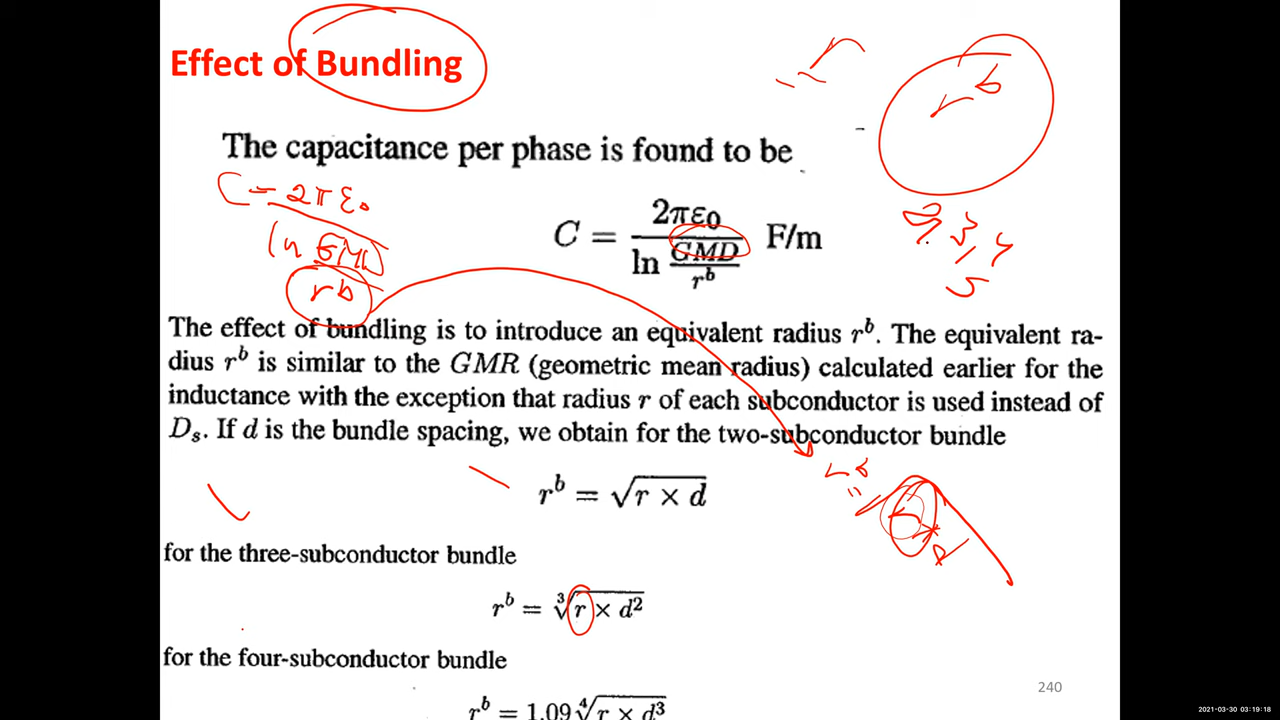 Effect of Bundling
r
r^b
The capacitance per phase is found to be
C = 2πε₀
ln GMD
r^b
C = 2πε₀ / ln GMD/r^b F/m
2, 3, 4
5
The effect of bundling is to introduce an equivalent radius r^b. The equivalent ra-
dius r^b is similar to the GMR (geometric mean radius) calculated earlier for the
inductance with the exception that radius r of each subconductor is used instead of
D_s. If d is the bundle spacing, we obtain for the two-subconductor bundle
r^b = √(r × d)
r^b
=
for the three-subconductor bundle
r^b = ∛(r × d²)
for the four-subconductor bundle
r^b = 1.09 ∜(r × d³)
240
2021-03-30 03:19:18